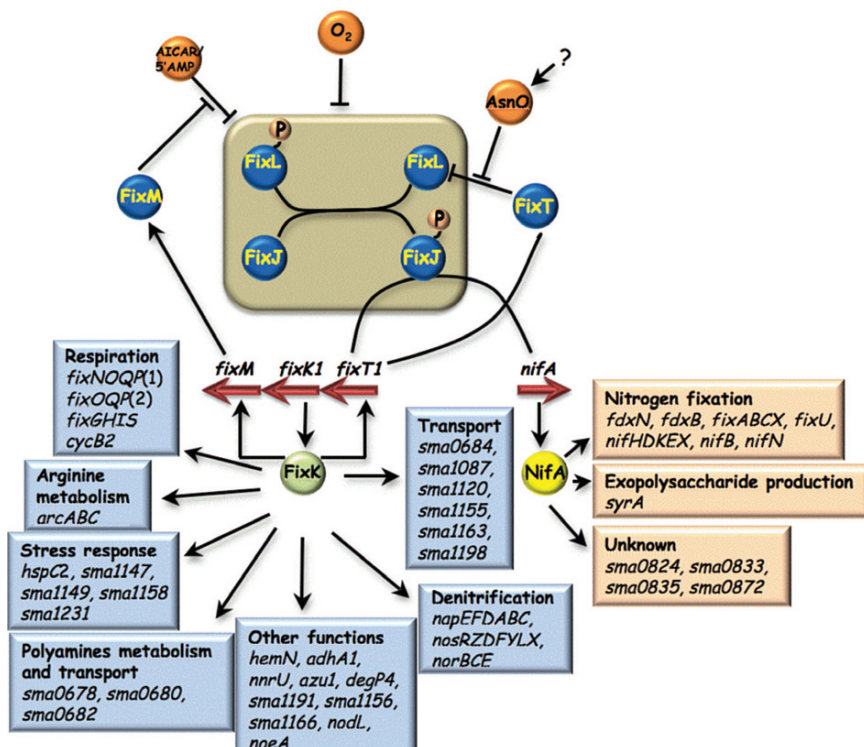 AICAR/
5'AMP
O2
?
AsnO
P
FixL
FixL
FixM
FixT
P
FixJ
FixJ
fixM
fixK1
fixT1
nifA
Respiration
fixNOQP(1)
fixOQP(2)
fixGHIS
cycB2
Transport
sma0684,
sma1087,
sma1120,
sma1155,
sma1163,
sma1198
Nitrogen fixation
fdxN, fdxB, fixABCX, fixU,
nifHDKEX, nifB, nifN
FixK
NifA
Arginine
metabolism
arcABC
Exopolysaccharide production
syrA
Stress response
hspC2, sma1147,
sma1149, sma1158
sma1231
Unknown
sma0824, sma0833,
sma0835, sma0872
Denitrification
napEFDABC,
nosRZDFYLX,
norBCE
Polyamines metabolism
and transport
sma0678, sma0680,
sma0682
Other functions
hemN, adhA1,
nnrU, azu1, degP4,
sma1191, sma1156,
sma1166, nodL,
noeA